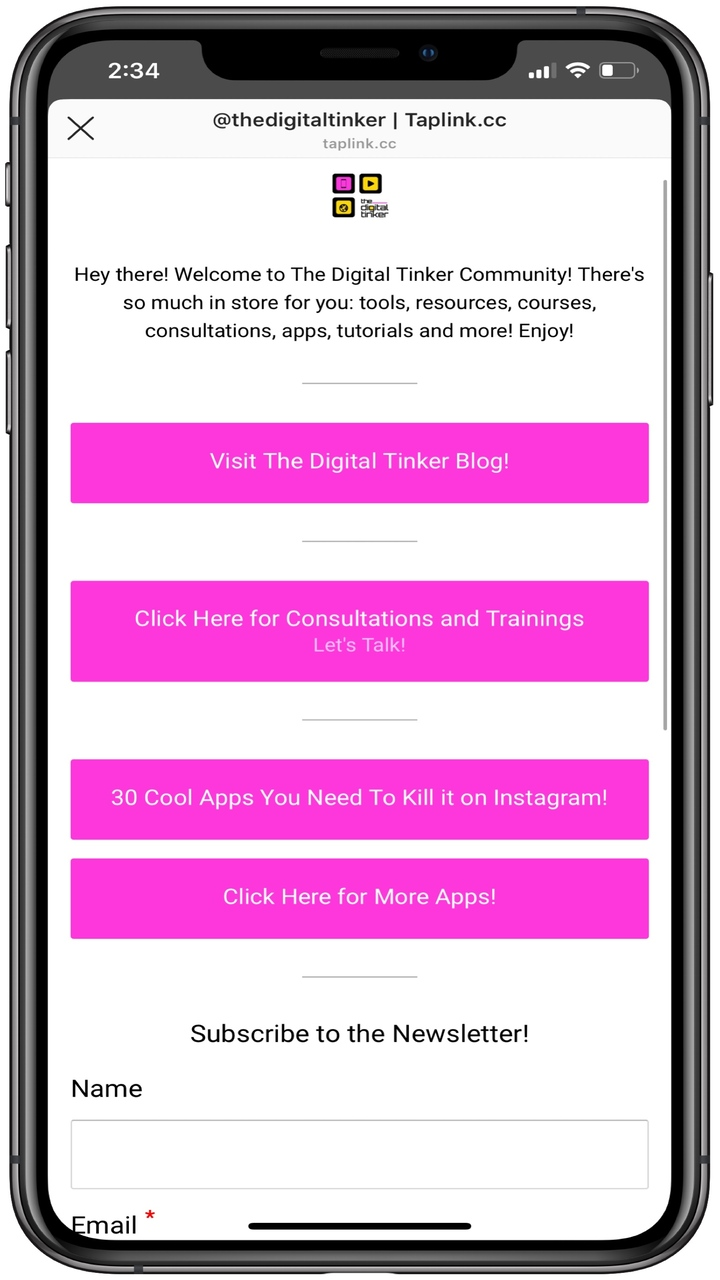 2:34
@thedigitaltinker | Taplink.cc
taplink.cc
the
digital
tinker
Hey there! Welcome to The Digital Tinker Community! There's
so much in store for you: tools, resources, courses,
consultations, apps, tutorials and more! Enjoy!
Visit The Digital Tinker Blog!
Click Here for Consultations and Trainings
Let's Talk!
30 Cool Apps You Need To Kill it on Instagram!
Click Here for More Apps!
Subscribe to the Newsletter!
Name
Email *